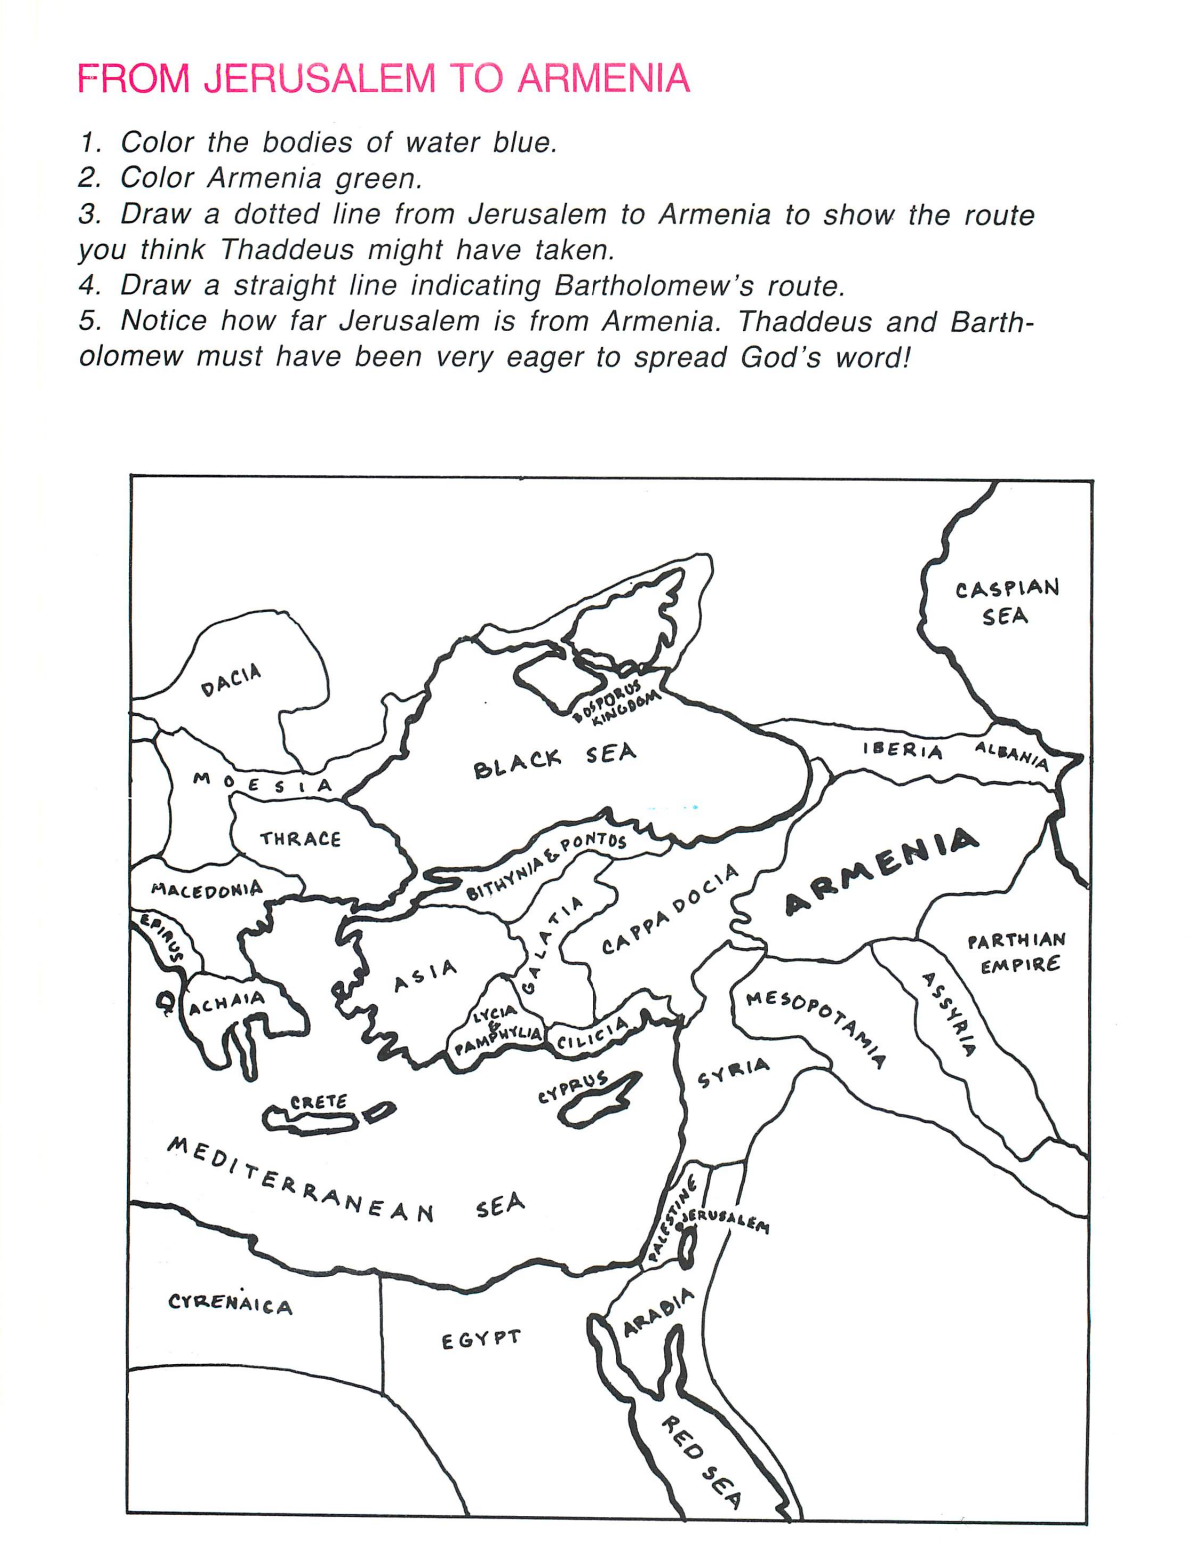 FROM JERUSALEM TO ARMENIA
1. Color the bodies of water blue.
2. Color Armenia green.
3. Draw a dotted line from Jerusalem to Armenia to show the route
you think Thaddeus might have taken.
4. Draw a straight line indicating Bartholomew's route.
5. Notice how far Jerusalem is from Armenia. Thaddeus and Barth-
olomew must have been very eager to spread God's word!
CASPIAN
SEA
DACIA
BOSPORUS
KINGDOM
BLACK SEA
IBERIA
ALBANIA
MOESIA
THRACE
BITHYNIA & PONTOS
ARMENIA
MACEDONIA
CAPPADOCIA
GALATIA
EPIRUS
PARTHIAN
EMPIRE
ASIA
ACHAIA
MESOPOTAMIA
ASSYRIA
LYCIA
&
PAMPHYLIA
CILICIA
SYRIA
CYPRUS
CRETE
MEDITERRANEAN SEA
PALESTINE
JERUSALEM
CYRENAICA
EGYPT
ARABIA
RED SEA